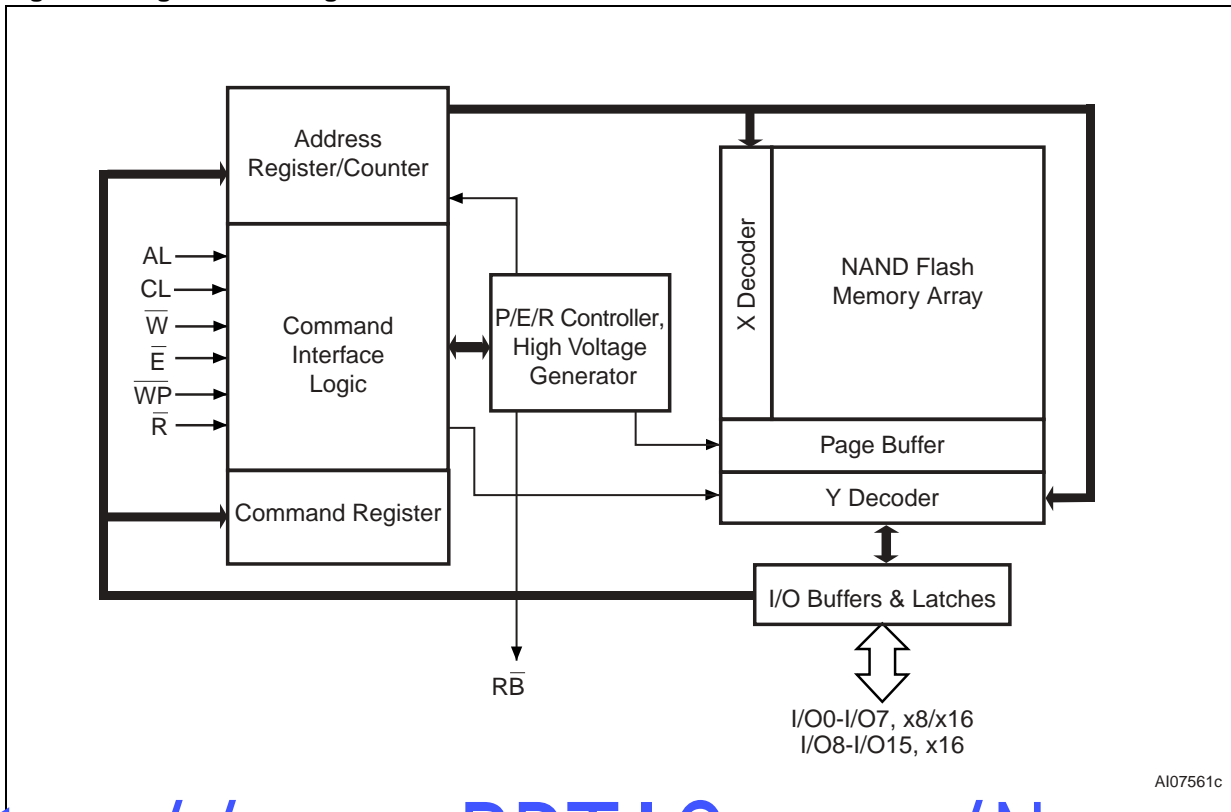 Address
Register/Counter
AL
CL
W̅
E̅
W̅P̅
R̅
Command
Interface
Logic
Command Register
P/E/R Controller,
High Voltage
Generator
RB̅
X Decoder
NAND Flash
Memory Array
Page Buffer
Y Decoder
I/O Buffers & Latches
I/O0-I/O7, x8/x16
I/O8-I/O15, x16
AI07561c